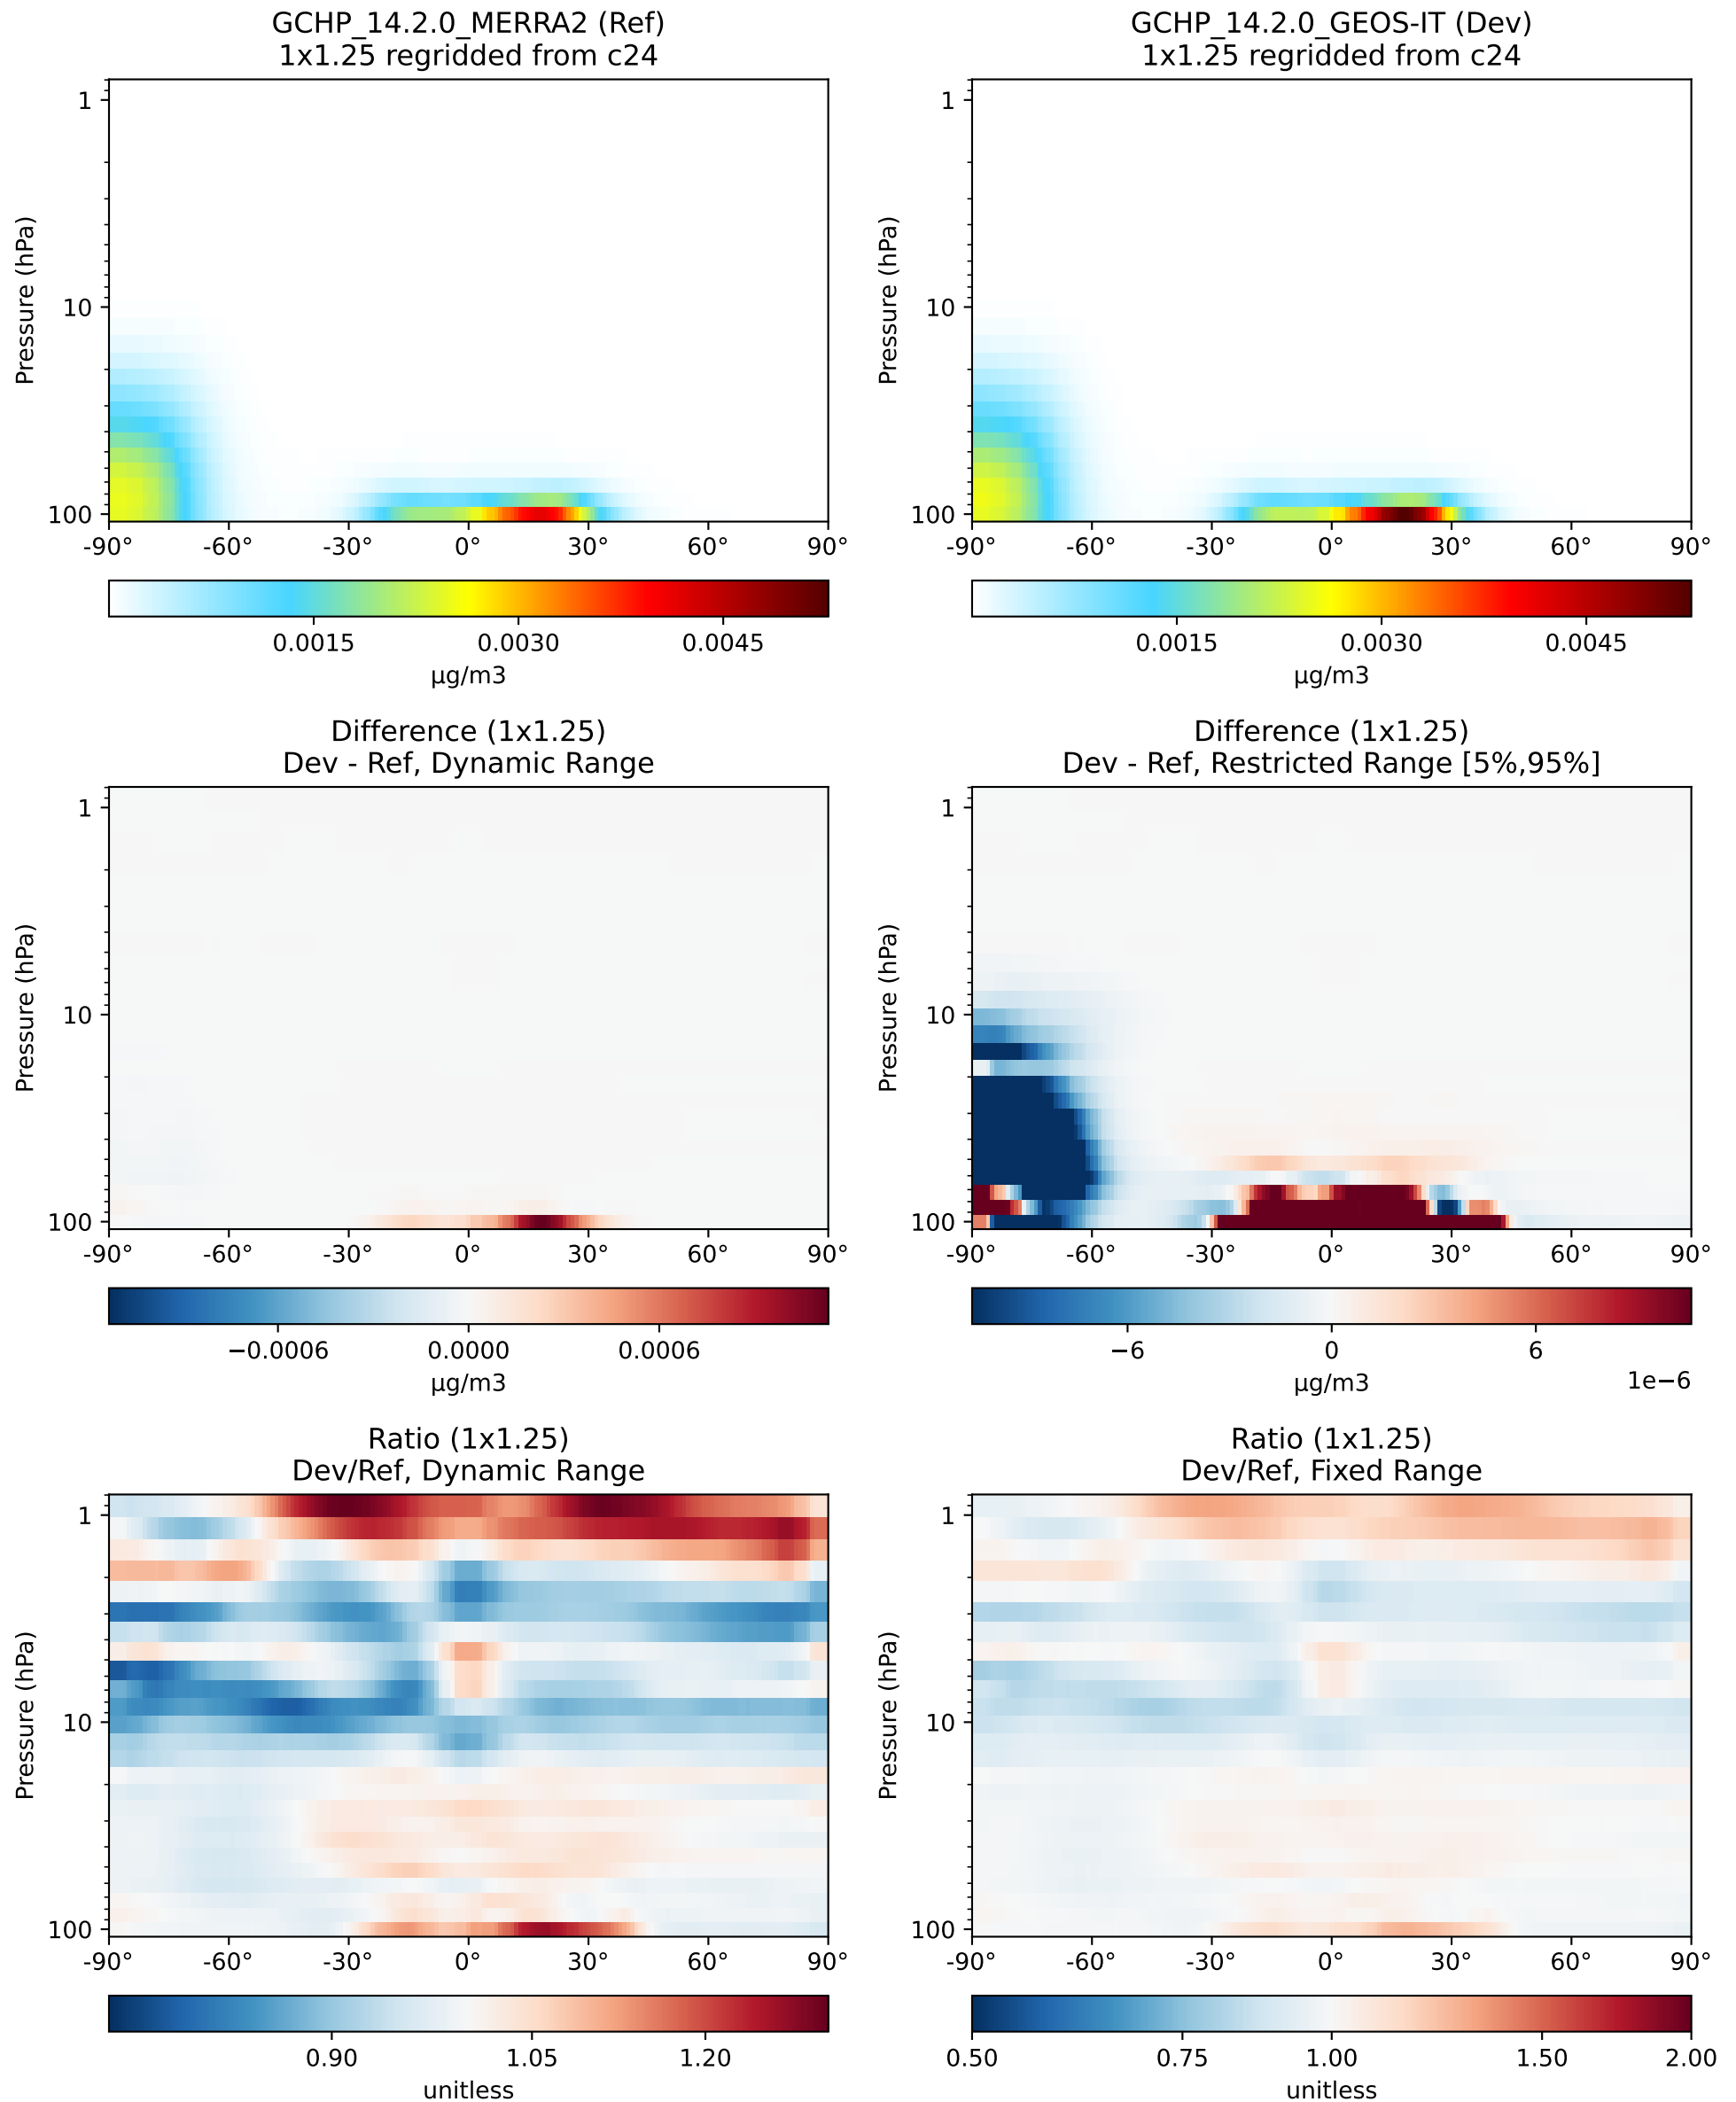 GCHP_14.2.0_MERRA2 (Ref)
1x1.25 regridded from c24
GCHP_14.2.0_GEOS-IT (Dev)
1x1.25 regridded from c24
Pressure (hPa)
1
10
100
-90° -60° -30° 0° 30° 60° 90°
0.0015 0.0030 0.0045
µg/m3
Pressure (hPa)
1
10
100
-90° -60° -30° 0° 30° 60° 90°
0.0015 0.0030 0.0045
µg/m3
Difference (1x1.25)
Dev - Ref, Dynamic Range
Pressure (hPa)
1
10
100
-90° -60° -30° 0° 30° 60° 90°
−0.0006 0.0000 0.0006
µg/m3
Difference (1x1.25)
Dev - Ref, Restricted Range [5%,95%]
Pressure (hPa)
1
10
100
-90° -60° -30° 0° 30° 60° 90°
−6 0 6
µg/m3
1e−6
Ratio (1x1.25)
Dev/Ref, Dynamic Range
Pressure (hPa)
1
10
100
-90° -60° -30° 0° 30° 60° 90°
0.90 1.05 1.20
unitless
Ratio (1x1.25)
Dev/Ref, Fixed Range
Pressure (hPa)
1
10
100
-90° -60° -30° 0° 30° 60° 90°
0.50 0.75 1.00 1.50 2.00
unitless